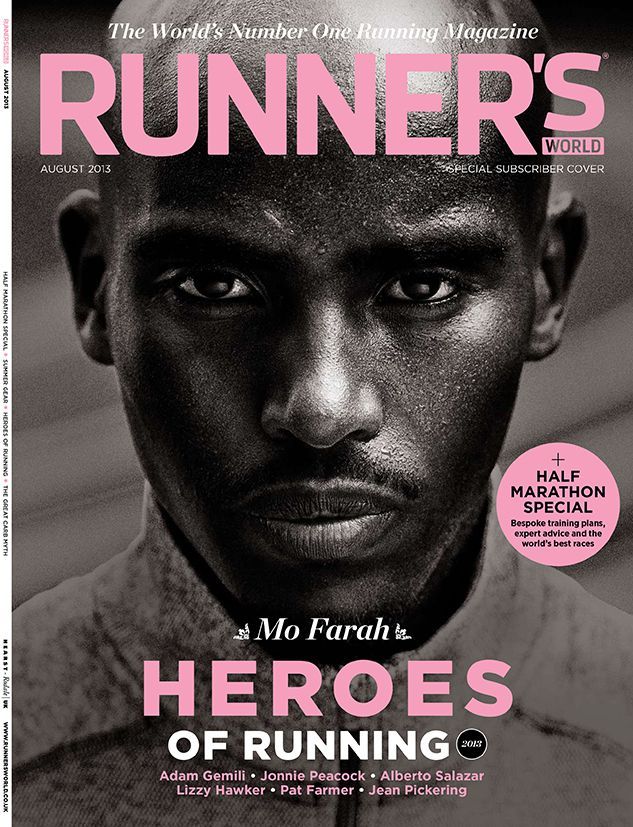 The World's Number One Running Magazine
RUNNER'S
WORLD
AUGUST 2013
SPECIAL SUBSCRIBER COVER
+
HALF
MARATHON
SPECIAL
Bespoke training plans,
expert advice and the
world's best races
Mo Farah
HEROES
OF RUNNING 2013
Adam Gemili • Jonnie Peacock • Alberto Salazar
Lizzy Hawker • Pat Farmer • Jean Pickering
RUNNER'S WORLD AUGUST 2013
HALF MARATHON SPECIAL + SUMMER GEAR + HEROES OF RUNNING + THE GREAT CARB MYTH
HEARST • Rodale | UK WWW.RUNNERSWORLD.CO.UK